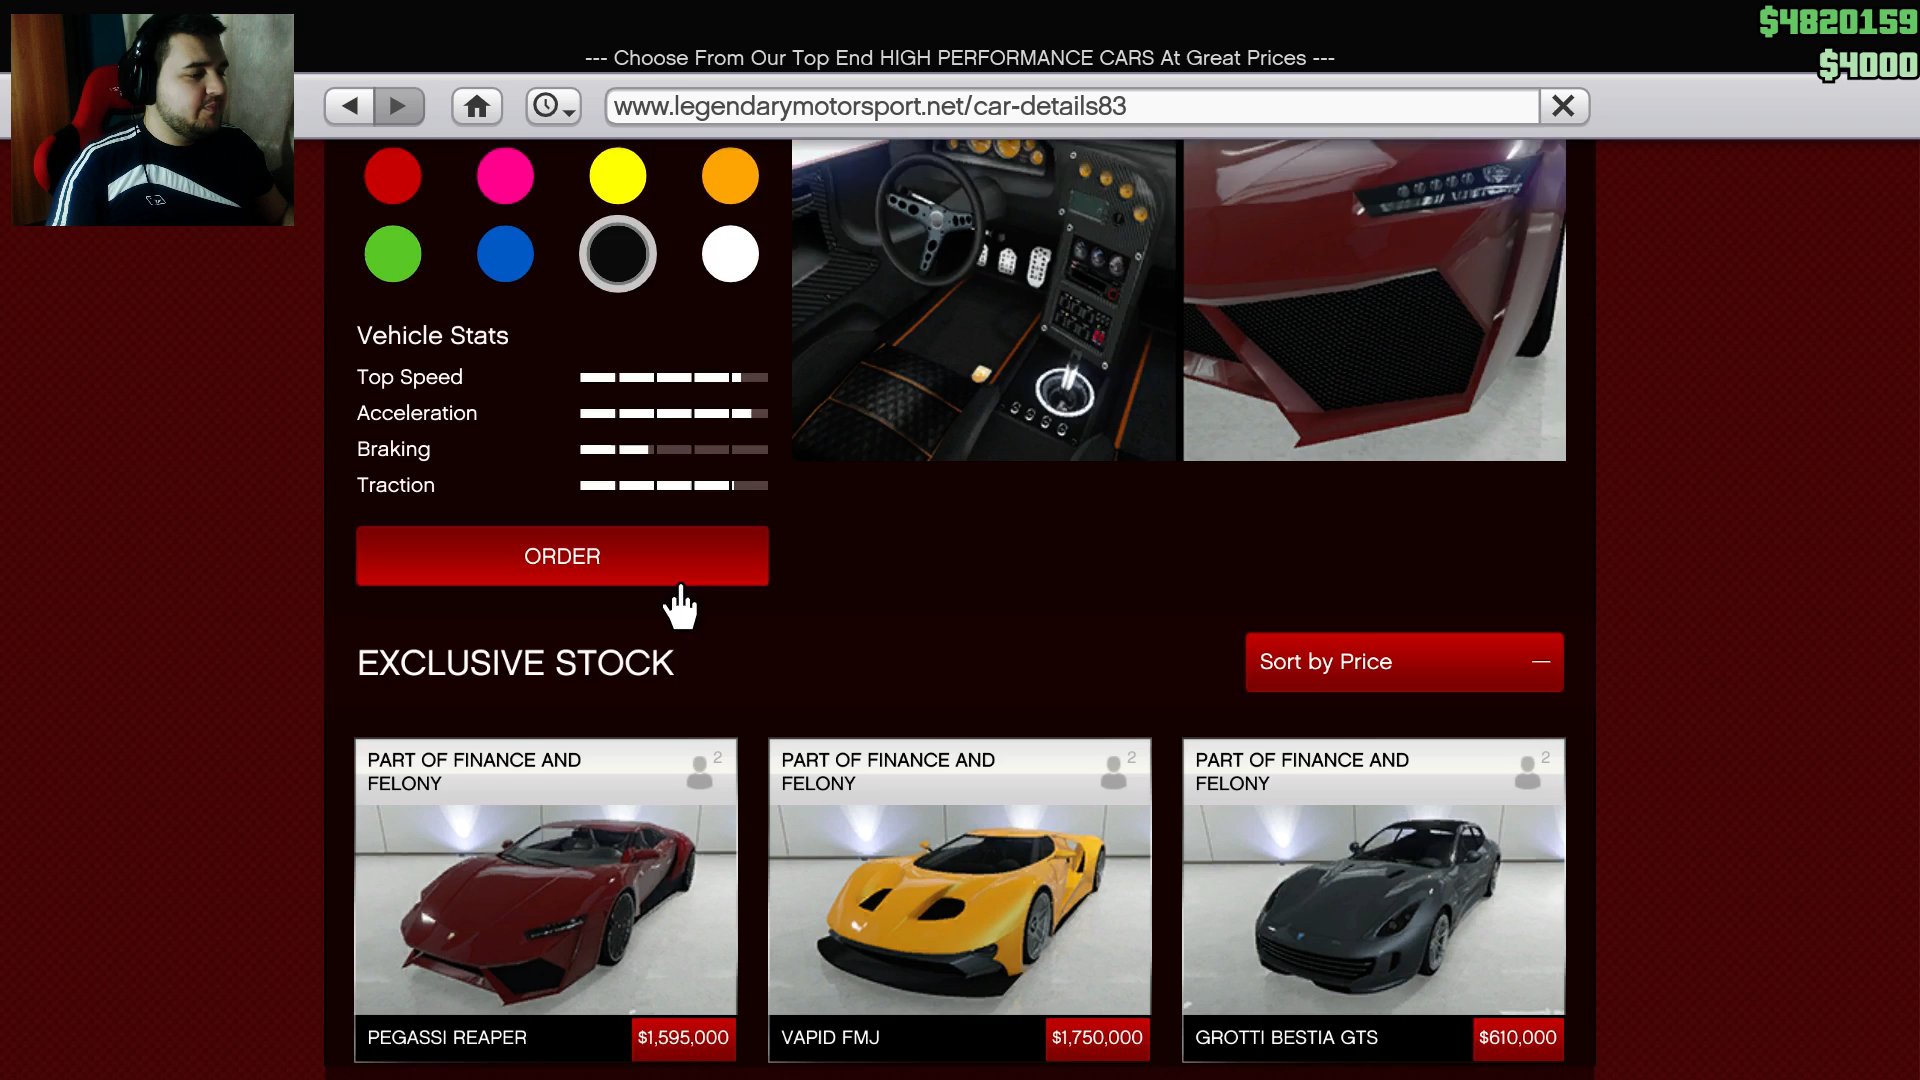 $4820159
--- Choose From Our Top End HIGH PERFORMANCE CARS At Great Prices ---
$4000
www.legendarymotorsport.net/car-details83
Vehicle Stats
Top Speed
Acceleration
Braking
Traction
ORDER
EXCLUSIVE STOCK
Sort by Price
PART OF FINANCE AND
FELONY
2
PART OF FINANCE AND
FELONY
2
PART OF FINANCE AND
FELONY
2
PEGASSI REAPER
$1,595,000
VAPID FMJ
$1,750,000
GROTTI BESTIA GTS
$610,000